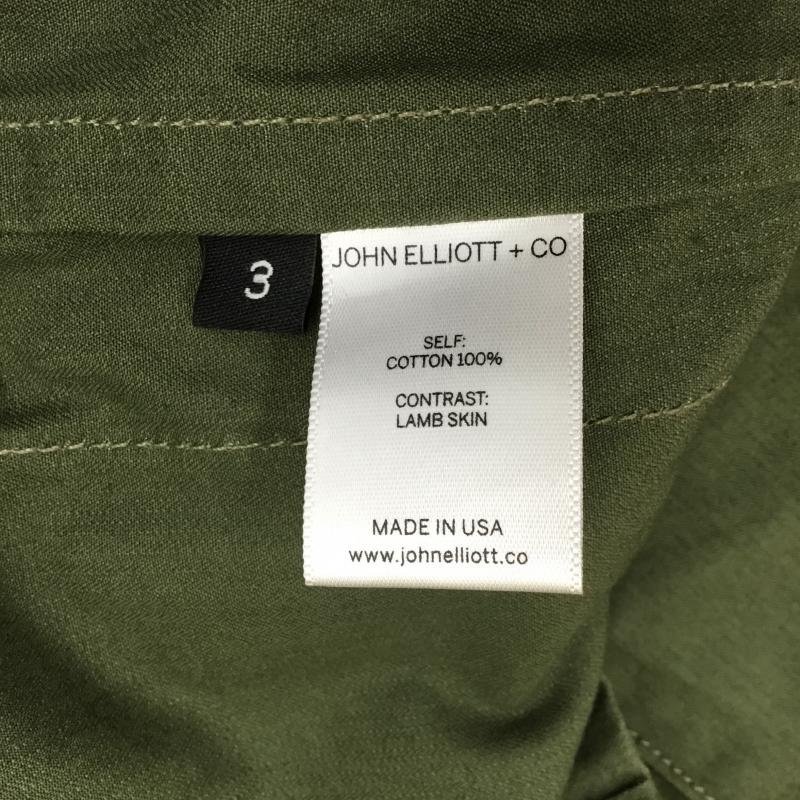 3
JOHN ELLIOTT + CO
SELF:
COTTON 100%
CONTRAST:
LAMB SKIN
MADE IN USA
www.johnelliott.co